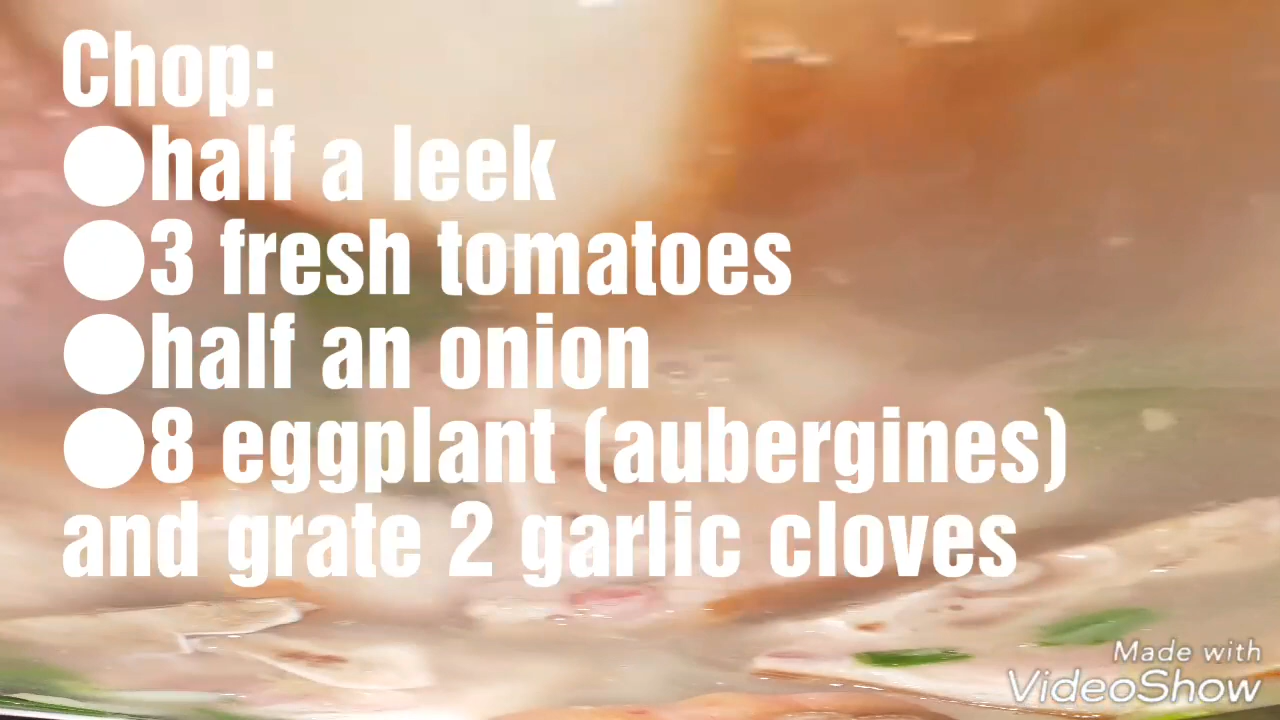 Chop:
●half a leek
●3 fresh tomatoes
●half an onion
●8 eggplant (aubergines)
and grate 2 garlic cloves
Made with
VideoShow